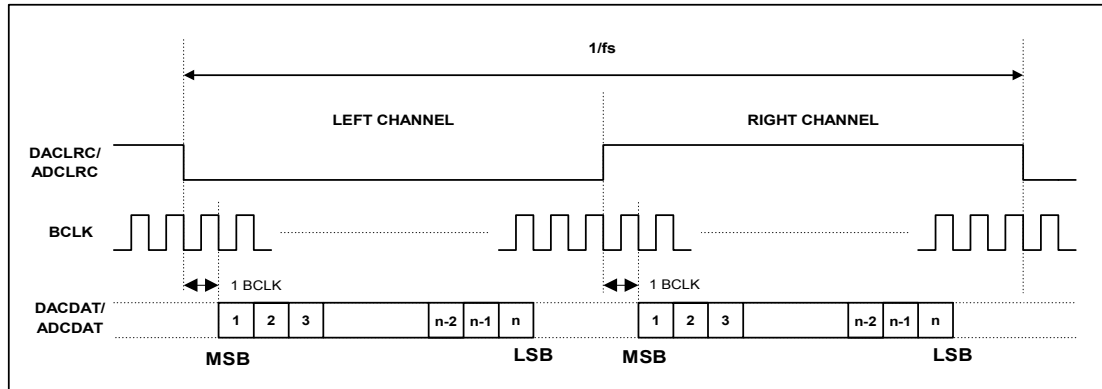 1/fs
LEFT CHANNEL
RIGHT CHANNEL
DACLRC/
ADCLRC
BCLK
1 BCLK
1 BCLK
DACDAT/
ADCDAT
1 2 3 n-2 n-1 n
1 2 3 n-2 n-1 n
MSB
LSB
MSB
LSB